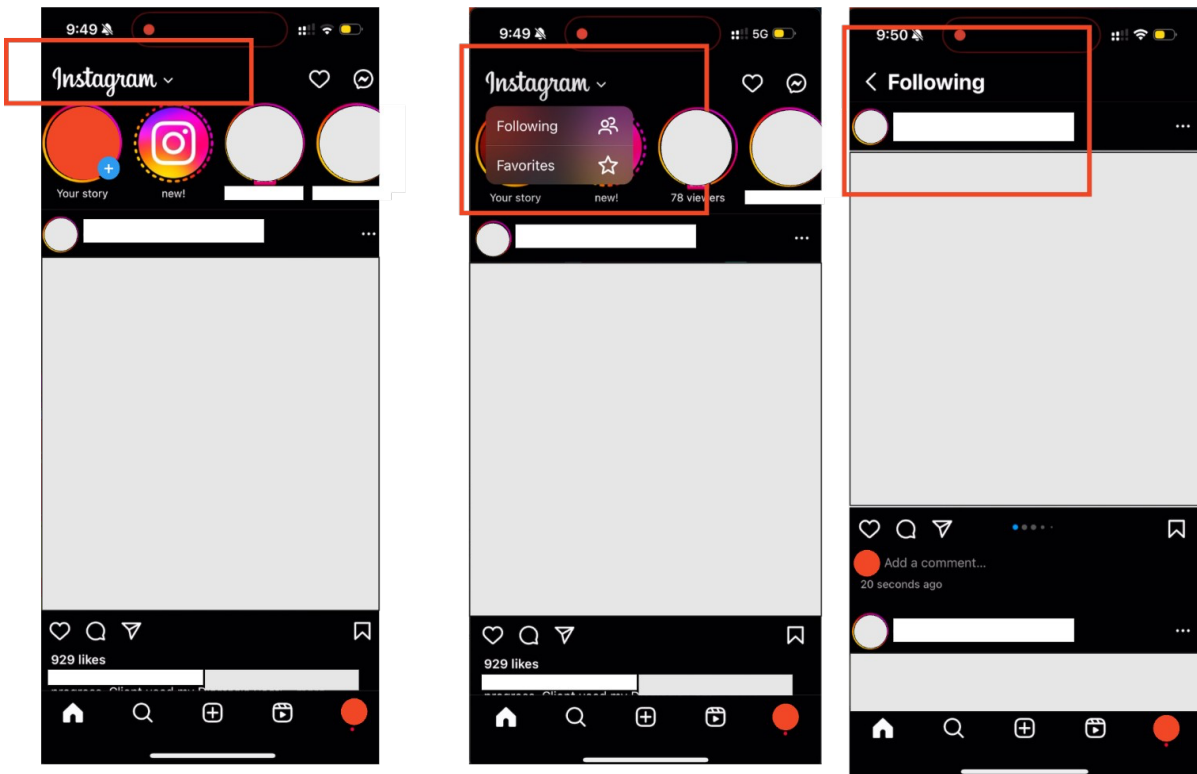 9:49
Instagram
Your story
new!
929 likes
9:49
5G
Instagram
Following
Favorites
Your story
new!
78 viewers
929 likes
9:50
Following
Add a comment...
20 seconds ago